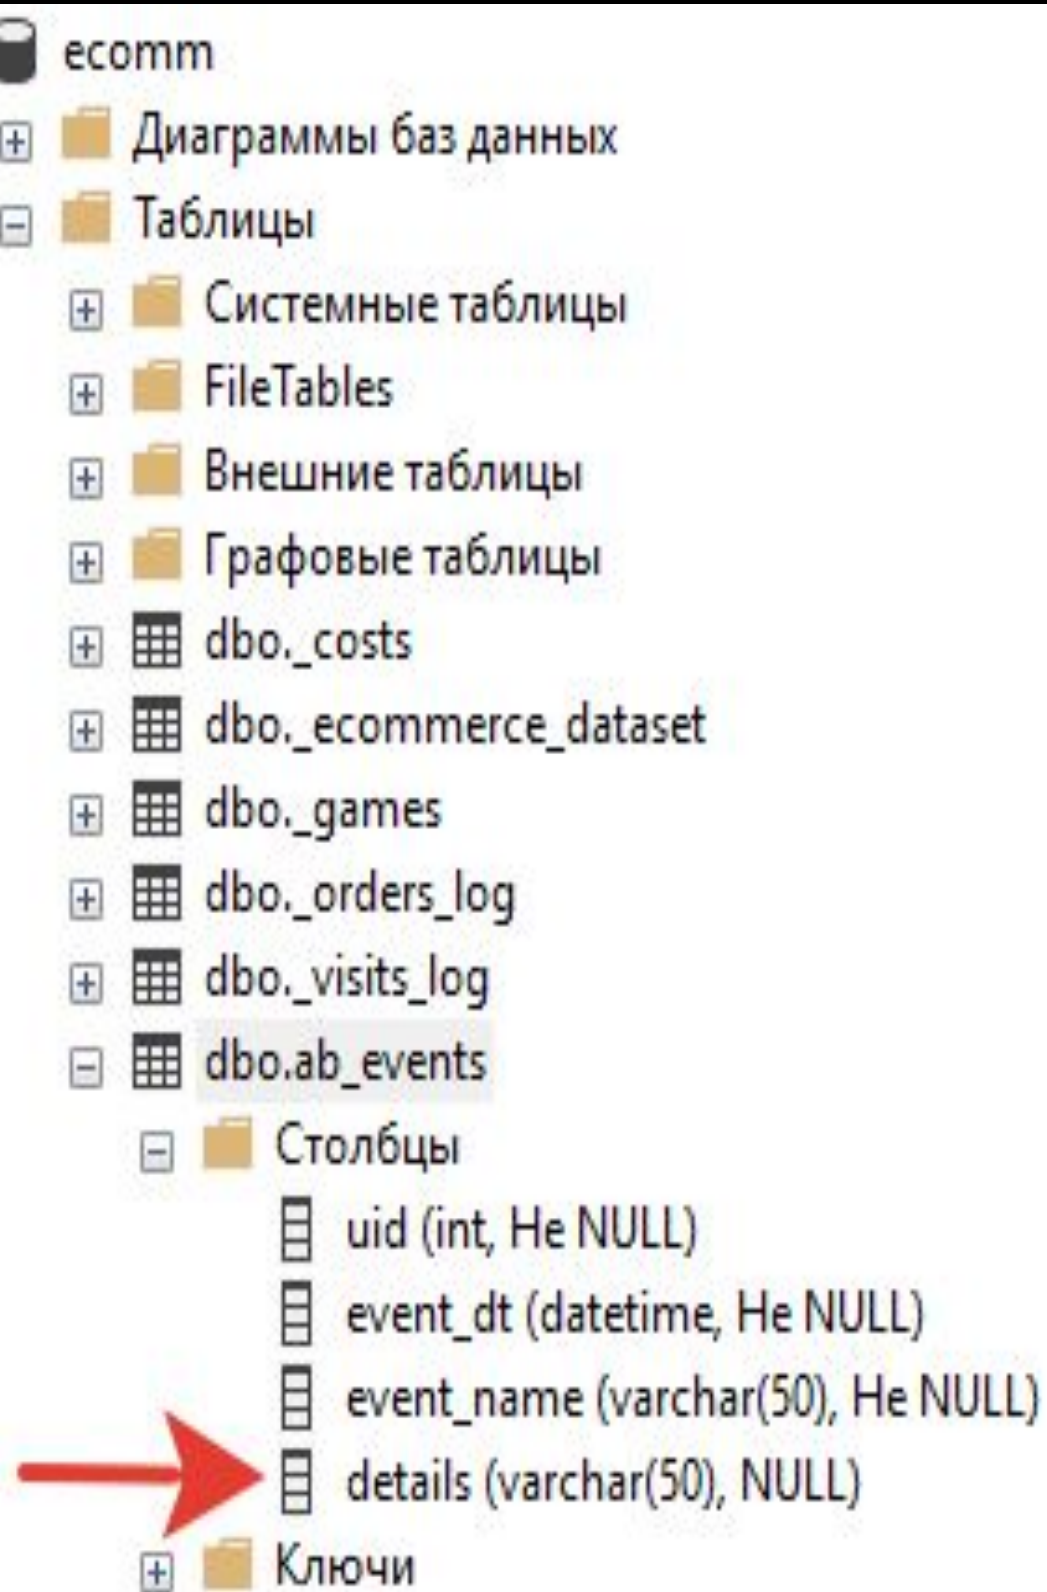 ecomm
Диаграммы баз данных
Таблицы
Системные таблицы
FileTables
Внешние таблицы
Графовые таблицы
dbo._costs
dbo._ecommerce_dataset
dbo._games
dbo._orders_log
dbo._visits_log
dbo.ab_events
Столбцы
uid (int, Не NULL)
event_dt (datetime, Не NULL)
event_name (varchar(50), Не NULL)
details (varchar(50), NULL)
Ключи